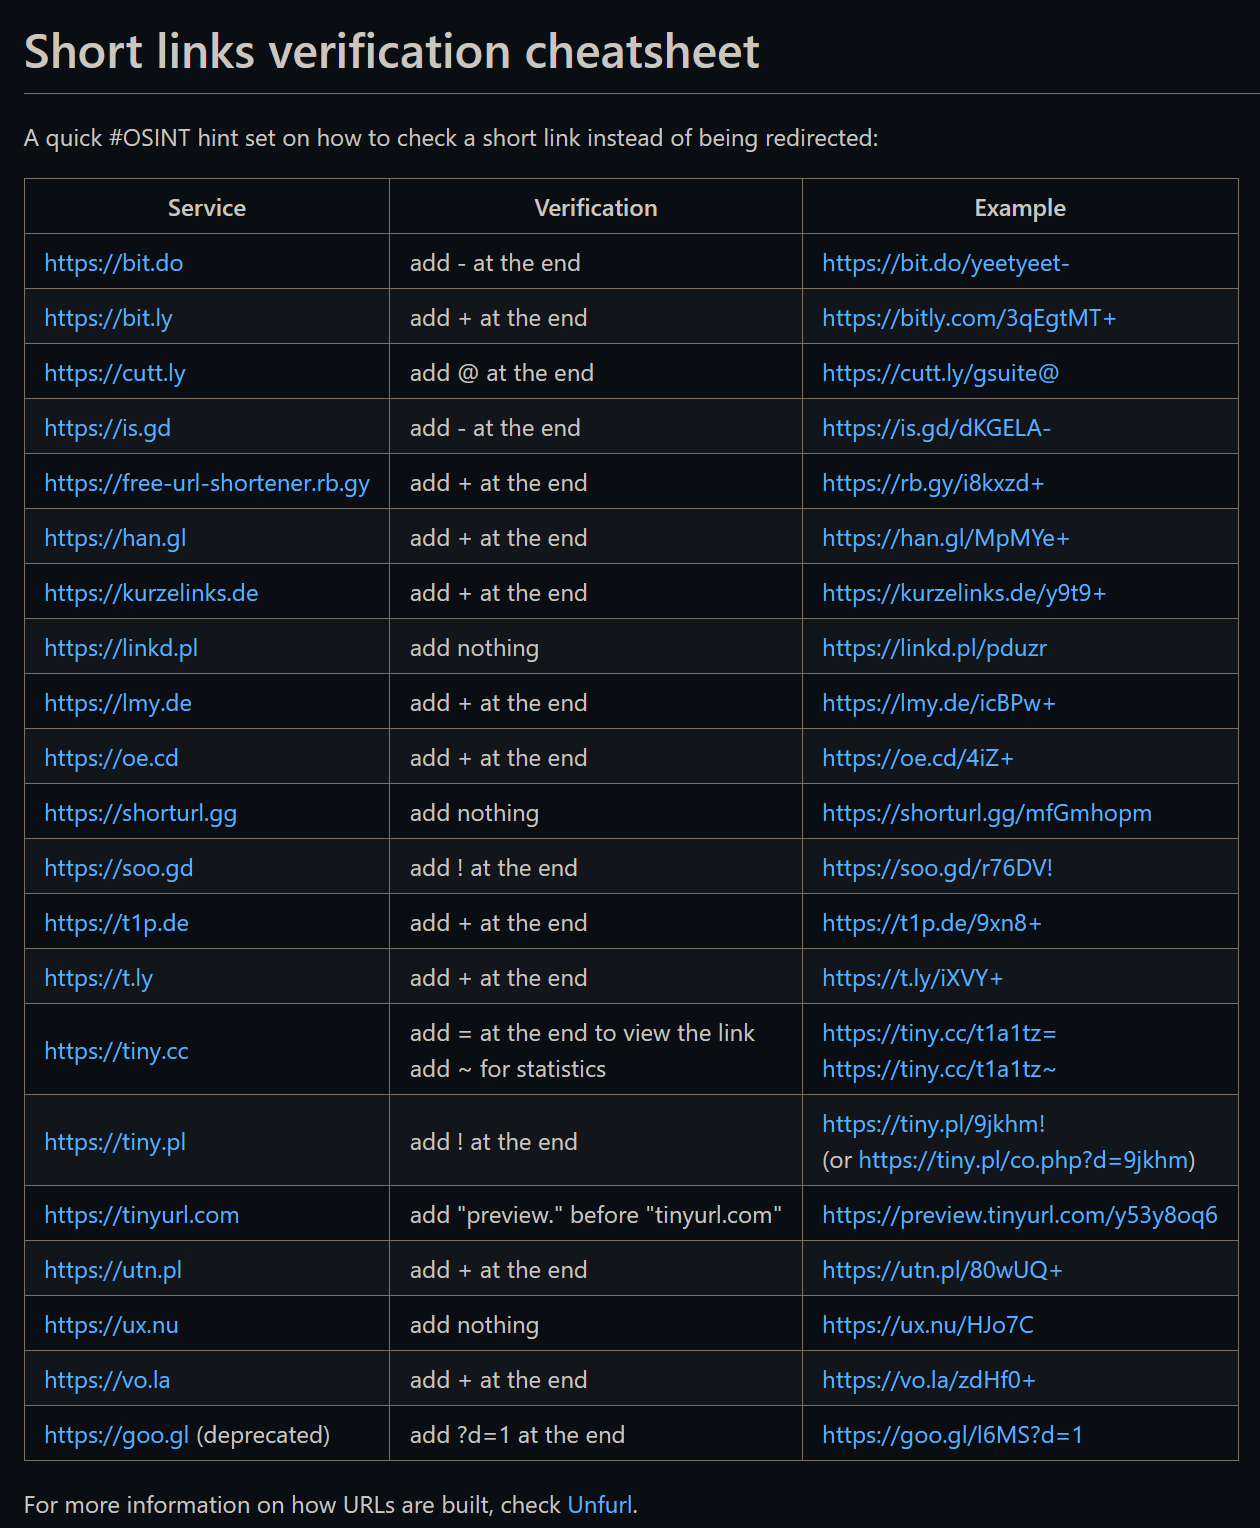 Short links verification cheatsheet
A quick #OSINT hint set on how to check a short link instead of being redirected:
Service Verification Example
https://bit.do add - at the end https://bit.do/yeetyeet-
https://bit.ly add + at the end https://bitly.com/3qEgtMT+
https://cutt.ly add @ at the end https://cutt.ly/gsuite@
https://is.gd add - at the end https://is.gd/dKGELA-
https://free-url-shortener.rb.gy add + at the end https://rb.gy/i8kxzd+
https://han.gl add + at the end https://han.gl/MpMYe+
https://kurzelinks.de add + at the end https://kurzelinks.de/y9t9+
https://linkd.pl add nothing https://linkd.pl/pduzr
https://lmy.de add + at the end https://lmy.de/icBPw+
https://oe.cd add + at the end https://oe.cd/4iZ+
https://shorturl.gg add nothing https://shorturl.gg/mfGmhopm
https://soo.gd add ! at the end https://soo.gd/r76DV!
https://t1p.de add + at the end https://t1p.de/9xn8+
https://t.ly add + at the end https://t.ly/iXVY+
https://tiny.cc add = at the end to view the link https://tiny.cc/t1a1tz=
add ~ for statistics https://tiny.cc/t1a1tz~
https://tiny.pl add ! at the end https://tiny.pl/9jkhm!
(or https://tiny.pl/co.php?d=9jkhm)
https://tinyurl.com add "preview." before "tinyurl.com" https://preview.tinyurl.com/y53y8oq6
https://utn.pl add + at the end https://utn.pl/80wUQ+
https://ux.nu add nothing https://ux.nu/HJo7C
https://vo.la add + at the end https://vo.la/zdHf0+
https://goo.gl (deprecated) add ?d=1 at the end https://goo.gl/l6MS?d=1
For more information on how URLs are built, check Unfurl.